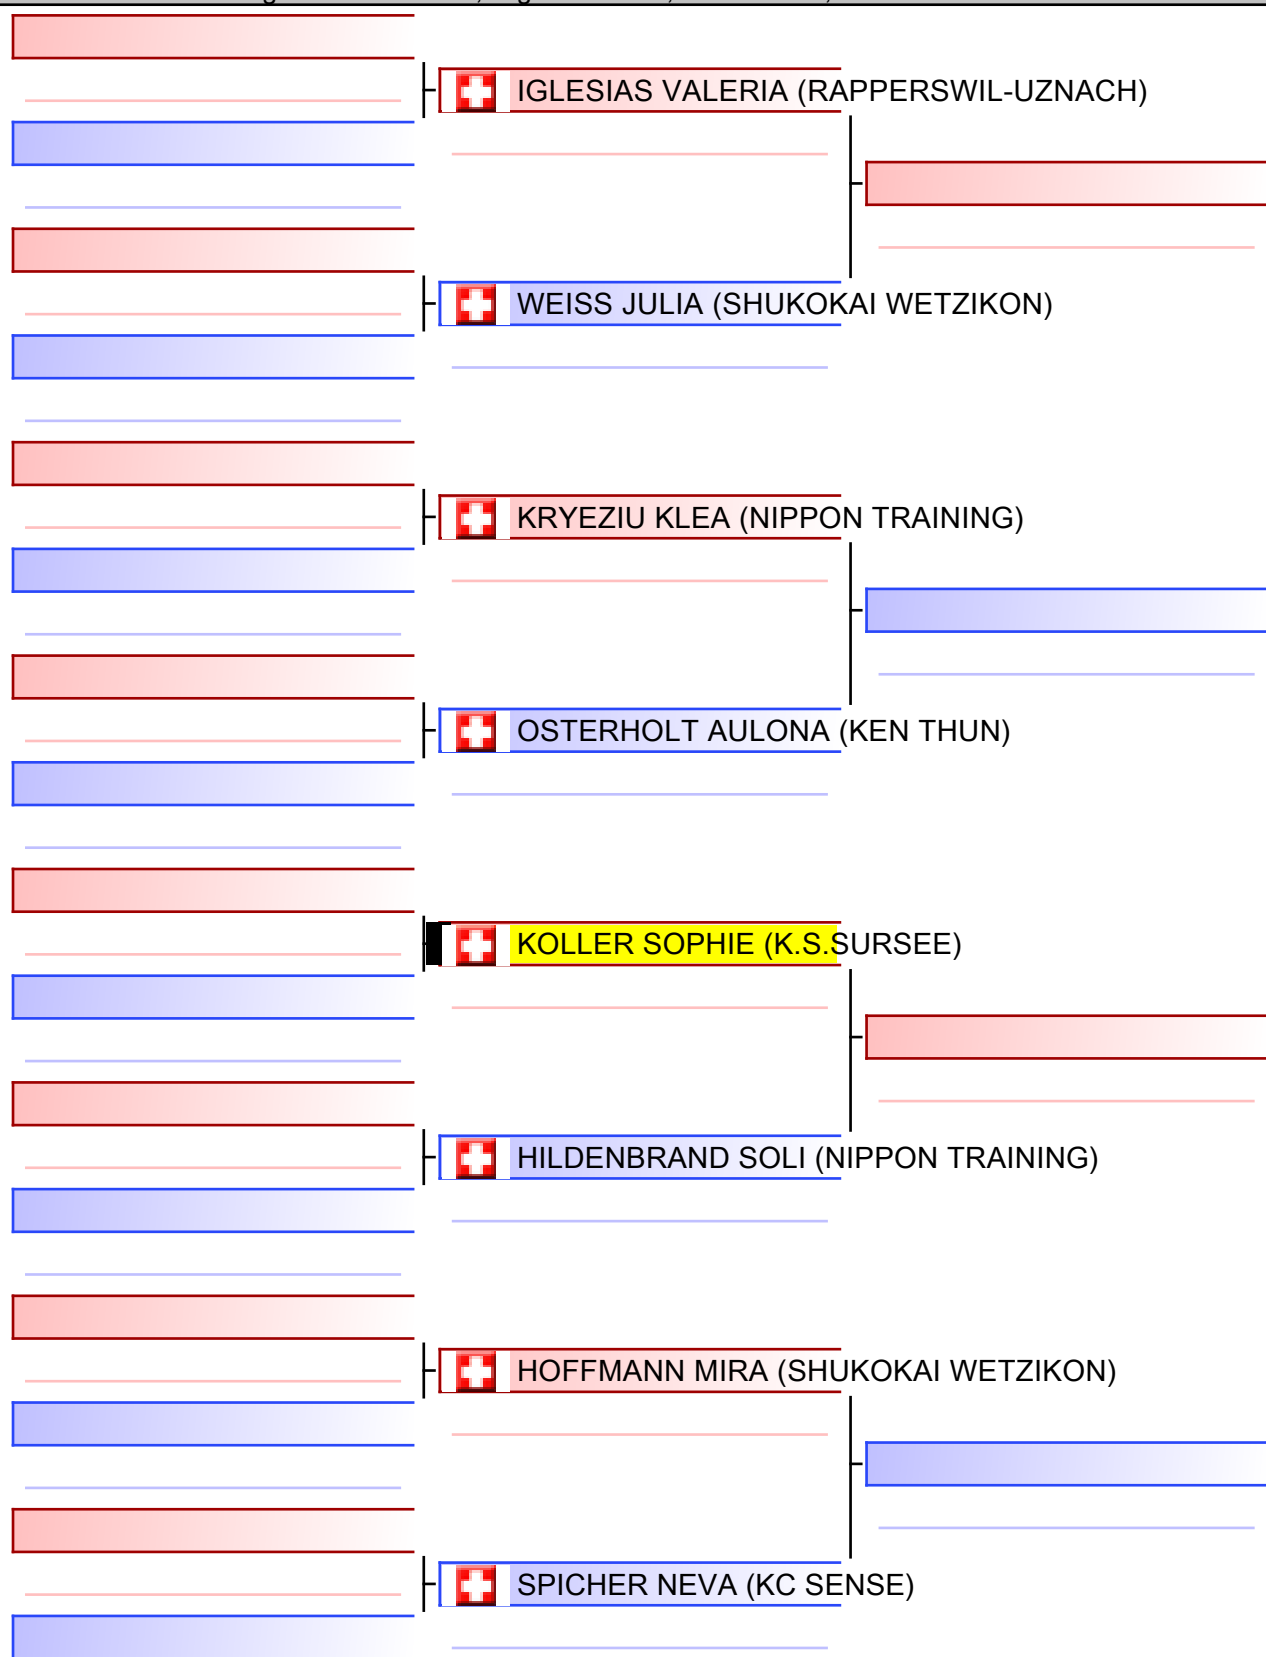 IGLESIAS VALERIA (RAPPERSWIL-UZNACH)
WEISS JULIA (SHUKOKAI WETZIKON)
KRYEZIU KLEA (NIPPON TRAINING)
OSTERHOLT AULONA (KEN THUN)
KOLLER SOPHIE (K.S.SURSEE)
HILDENBRAND SOLI (NIPPON TRAINING)
HOFFMANN MIRA (SHUKOKAI WETZIKON)
SPICHER NEVA (KC SENSE)